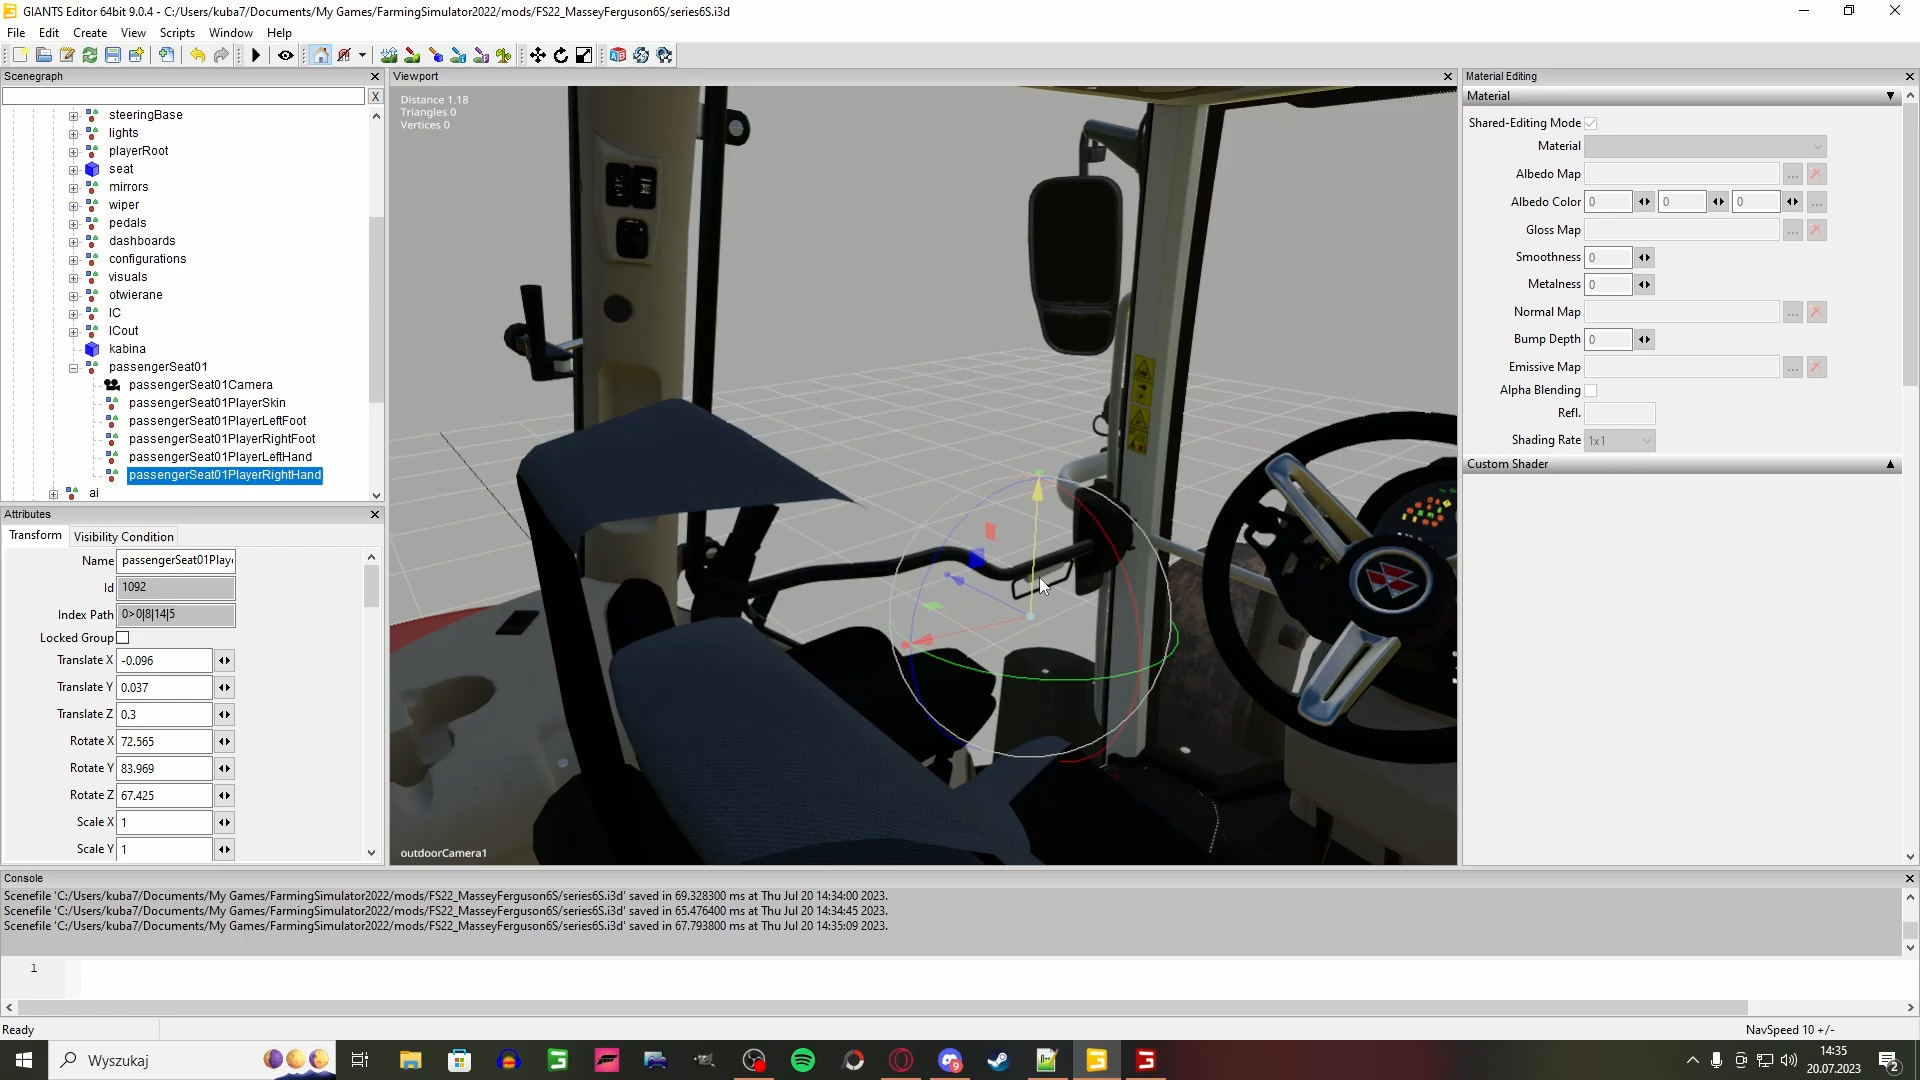 GIANTS Editor 64bit 9.0.4 - C:/Users/kuba7/Documents/My Games/FarmingSimulator2022/mods/FS22_MasseyFerguson6S/series6S.i3d
File Edit Create View Scripts Window Help
Scenegraph
X
steeringBase
lights
playerRoot
seat
mirrors
wiper
pedals
dashboards
configurations
visuals
otwierane
IC
ICout
kabina
passengerSeat01
passengerSeat01Camera
passengerSeat01PlayerSkin
passengerSeat01PlayerLeftFoot
passengerSeat01PlayerRightFoot
passengerSeat01PlayerLeftHand
passengerSeat01PlayerRightHand
ai
Attributes
Transform Visibility Condition
Name passengerSeat01Playe
Id 1092
Index Path 0>0|8|14|5
Locked Group
Translate X -0.096
Translate Y 0.037
Translate Z 0.3
Rotate X 72.565
Rotate Y 83.969
Rotate Z 67.425
Scale X 1
Scale Y 1
Viewport
Distance 1.18
Triangles 0
Vertices 0
outdoorCamera1
Material Editing
Material
Shared-Editing Mode
Material
Albedo Map ...
Albedo Color 0 0 0 ...
Gloss Map ...
Smoothness 0
Metalness 0
Normal Map ...
Bump Depth 0
Emissive Map ...
Alpha Blending
Refl.
Shading Rate 1x1
Custom Shader
Console
Scenefile 'C:/Users/kuba7/Documents/My Games/FarmingSimulator2022/mods/FS22_MasseyFerguson6S/series6S.i3d' saved in 69.328300 ms at Thu Jul 20 14:34:00 2023.
Scenefile 'C:/Users/kuba7/Documents/My Games/FarmingSimulator2022/mods/FS22_MasseyFerguson6S/series6S.i3d' saved in 65.476400 ms at Thu Jul 20 14:34:45 2023.
Scenefile 'C:/Users/kuba7/Documents/My Games/FarmingSimulator2022/mods/FS22_MasseyFerguson6S/series6S.i3d' saved in 67.793800 ms at Thu Jul 20 14:35:09 2023.
1
Ready
NavSpeed 10 +/-
Wyszukaj
9
14:35
20.07.2023
2